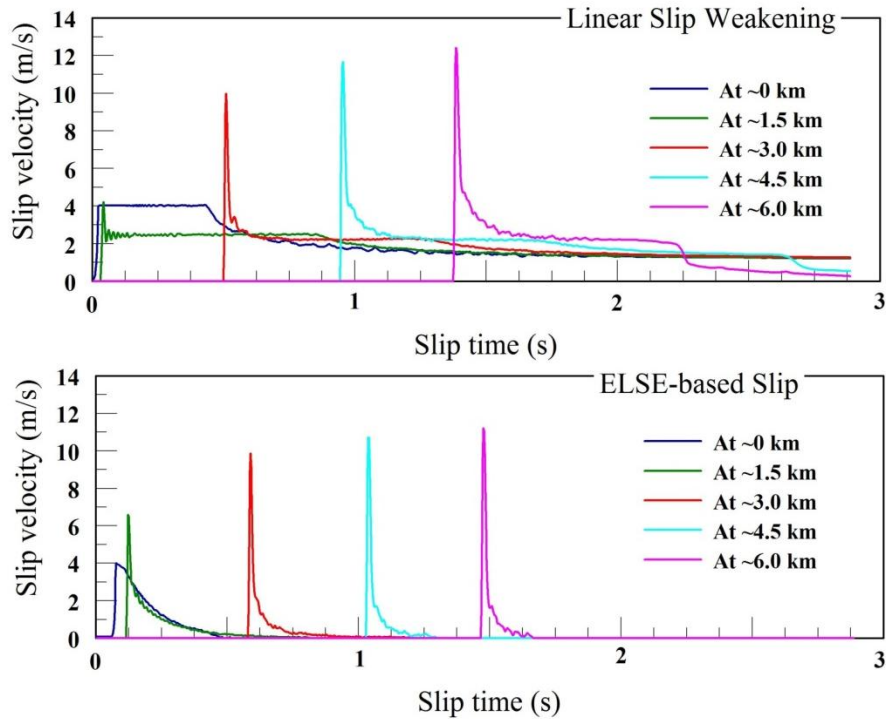 Linear Slip Weakening
Slip velocity (m/s)
14
12
10
8
6
4
2
0
At ~0 km
At ~1.5 km
At ~3.0 km
At ~4.5 km
At ~6.0 km
0
1
2
3
Slip time (s)
ELSE-based Slip
Slip velocity (m/s)
14
12
10
8
6
4
2
0
At ~0 km
At ~1.5 km
At ~3.0 km
At ~4.5 km
At ~6.0 km
0
1
2
3
Slip time (s)